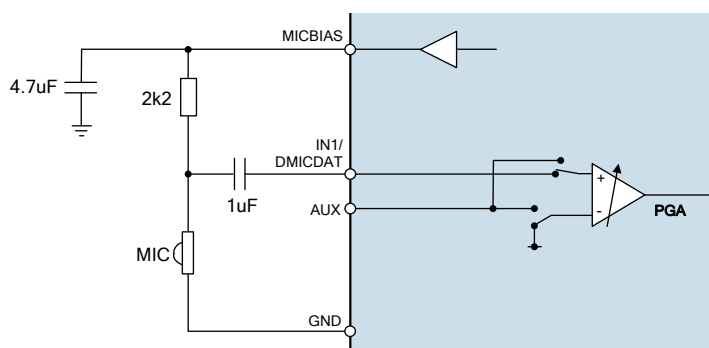 MICBIAS
4.7uF
2k2
IN1/
DMICDAT
1uF
AUX
+
-
PGA
MIC
GND